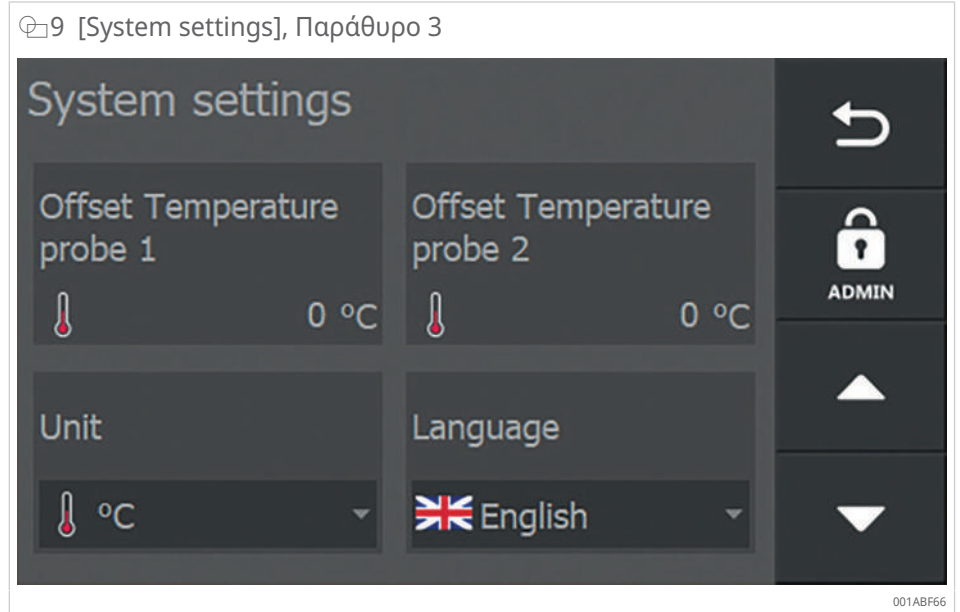 9 [System settings], Παράθυρο 3
System settings
Offset Temperature
probe 1
0 °C
Offset Temperature
probe 2
0 °C
ADMIN
Unit
°C
Language
English
001ABF66